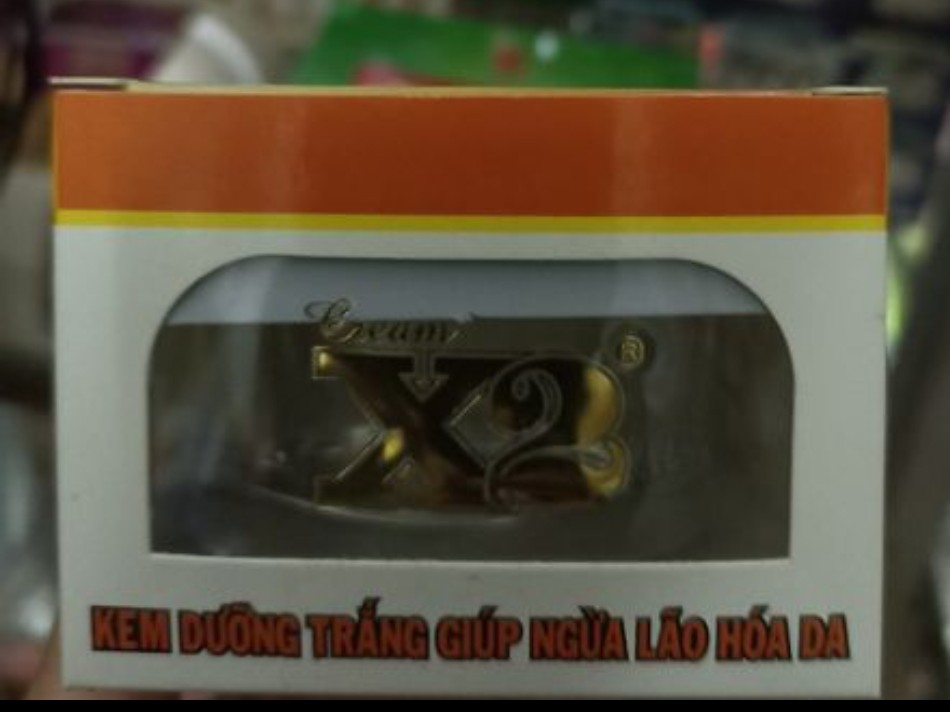 Cream
X2 ®
KEM DƯỠNG TRẮNG GIÚP NGỪA LÃO HÓA DA